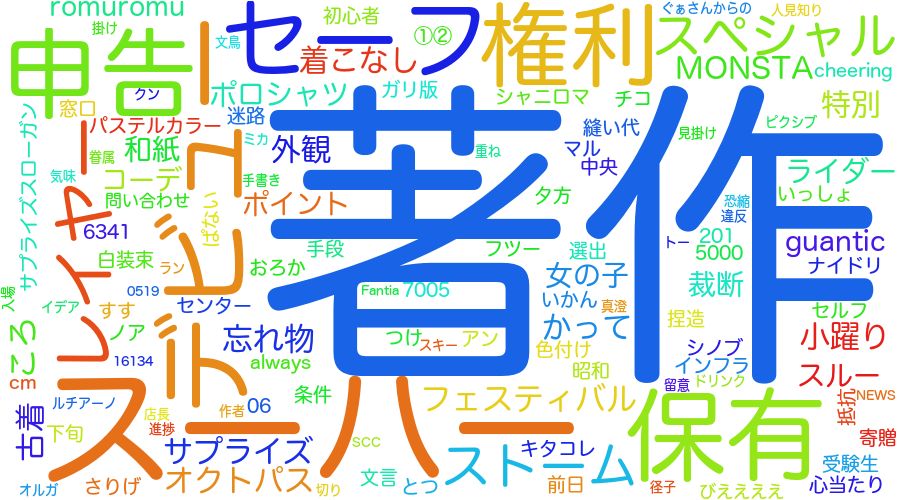 romuromu
掛け
文鳥
セーフ
初心者
①②
権利
ぐぁさんからの
人見知り
スペシャル
申告
着こなし
MONSTA
cheering
クン
ポロシャツ
ガリ版
シャニロマ
チコ
特別
窓口
パステルカラー
迷路
縫い代
見掛け
ピクシブ
サプライズスローガン
眷属
和紙
ミカ
外観
重ね
マル
中央
ライダー
気味
コーデ
手書き
夕方
いっしょ
問い合わせ
ぱない
ポイント
著作
恐縮
違反
プレイヤー
6341
デビュー
手段
フツー
選出
トー
201
5000
guantic
白装束
ラン
おろか
女の子
ナイドリ
入場
イデア
0519
センター
Fantia
7005
いかん
真澄
裁断
すす
ノア
忘れ物
つけ
スキー
アン
かって
捏造
セルフ
ころ
16134
always
色付け
シノブ
小躍り
cm
昭和
インフラ
スルー
ルチアーノ
店長
作者
06
条件
ハー
フェスティバル
留意
ドリンク
NEWS
古着
下旬
進捗
scc
保有
抵抗
寄贈
サプライズ
キタコレ
ストーム
受験生
オルガ
さりげ
オクトパス
切り
文言
とつ
前日
径子
びええええ
心当たり